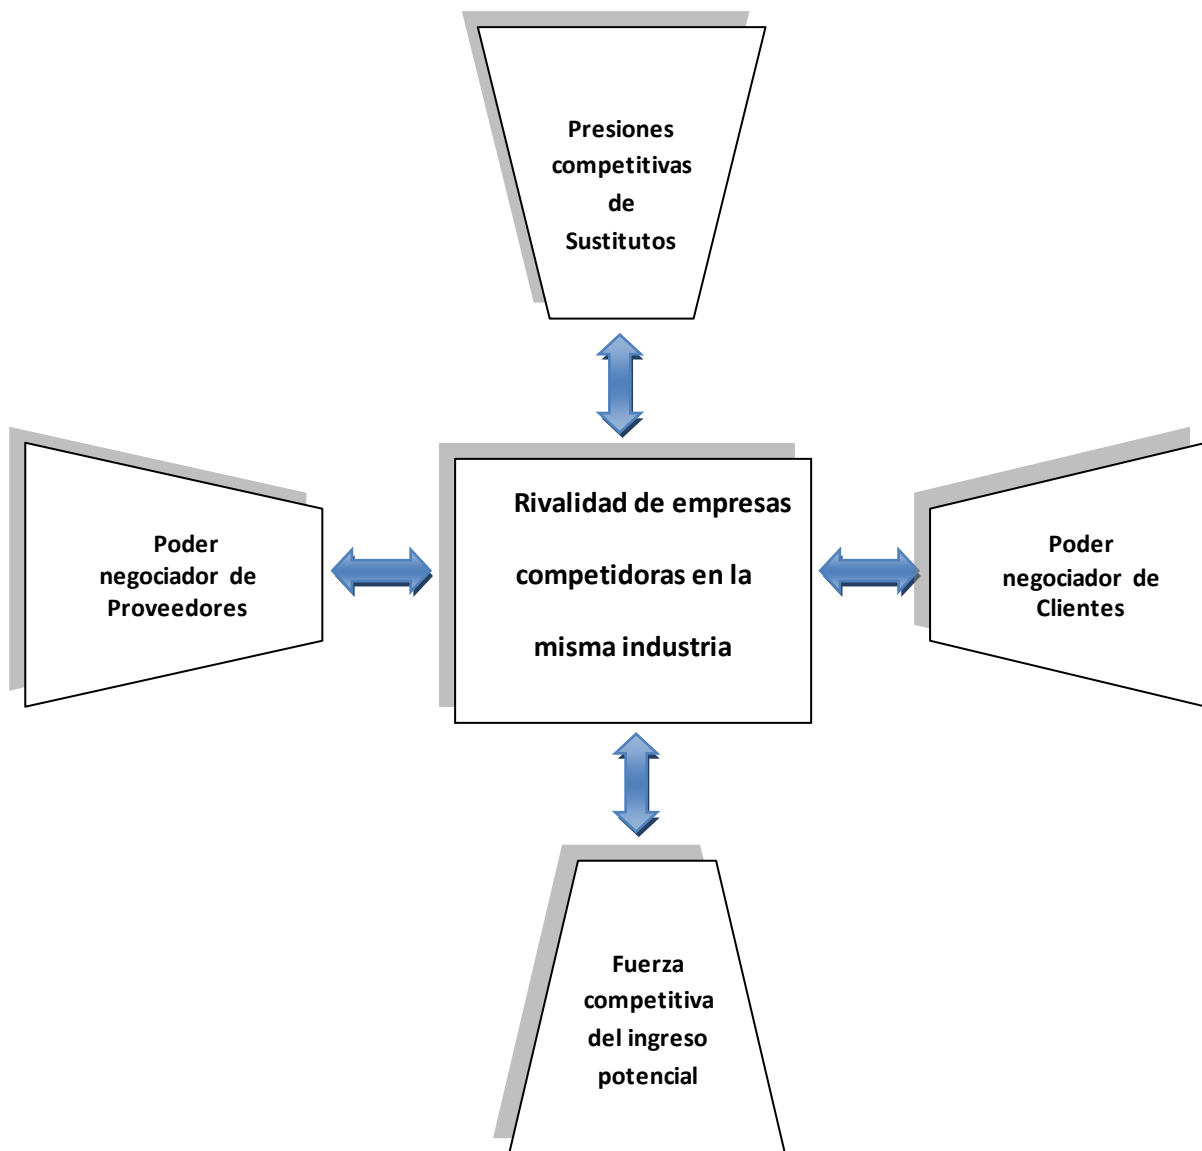 Presiones
competitivas
de
Sustitutos
Poder
negociador de
Proveedores
Rivalidad de empresas
competidoras en la
misma industria
Poder
negociador de
Clientes
Fuerza
competitiva
del ingreso
potencial